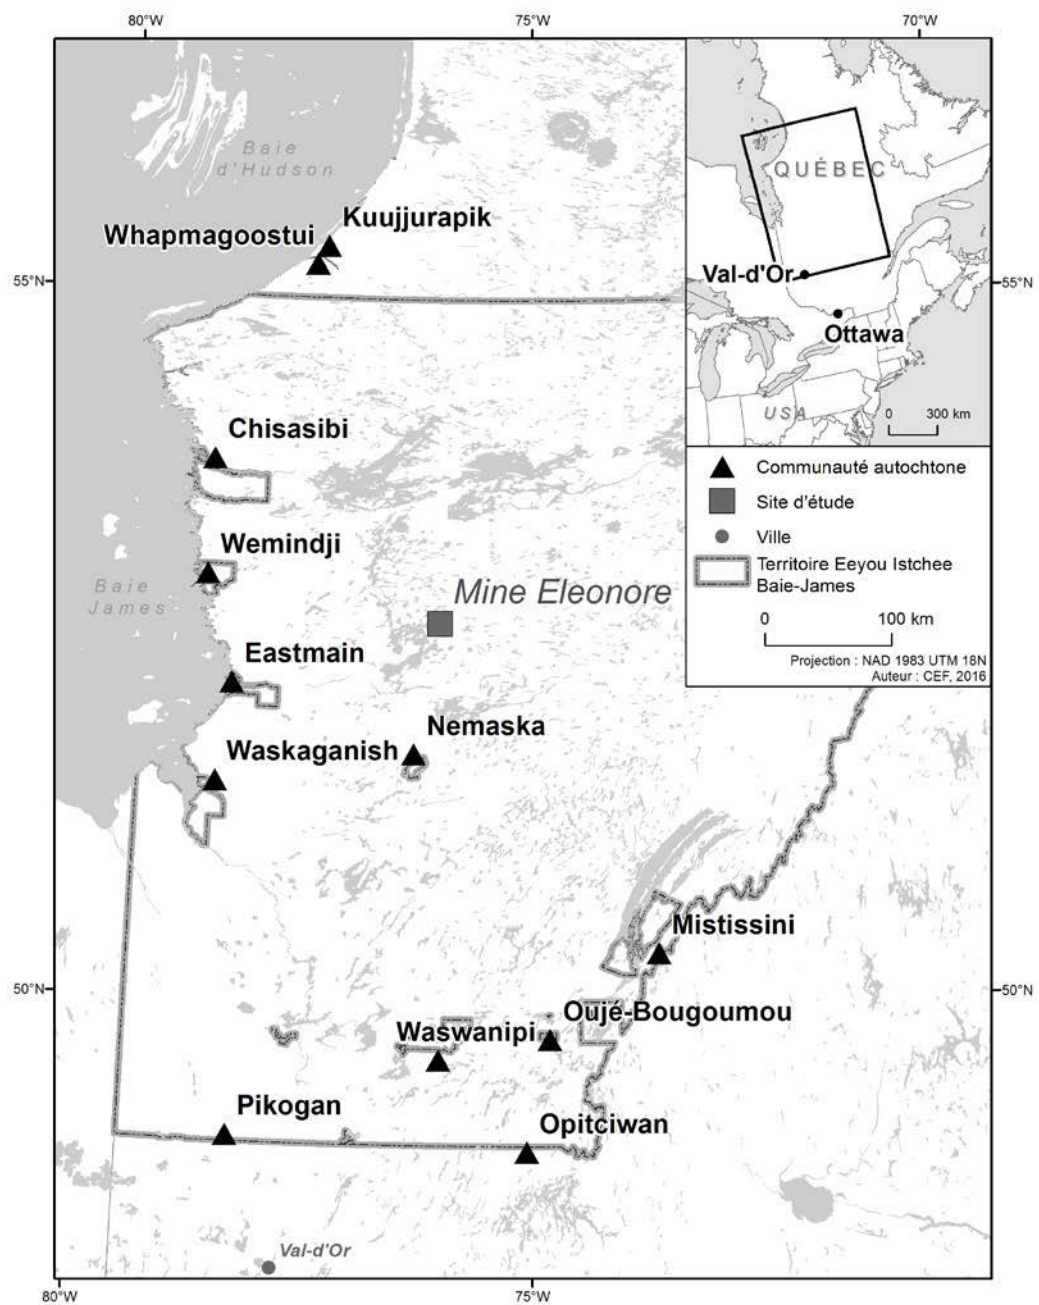 80°W
75°W
70°W
Baie
d'Hudson
QUÉBEC
Kuujjurapik
Whapmagoostui
55°N
Val-d'Or
55°N
Ottawa
USA
0 300 km
Chisasibi
Communauté autochtone
Site d'étude
Ville
Territoire Eeyou Istchee
Baie-James
Wemindji
Baie
James
Mine Eleonore
0 100 km
Projection : NAD 1983 UTM 18N
Auteur : CEF, 2016
Eastmain
Nemaska
Waskaganish
Mistissini
50°N
50°N
Oujé-Bougoumou
Waswanipi
Pikogan
Opitciwan
Val-d'Or
80°W
75°W
70°W